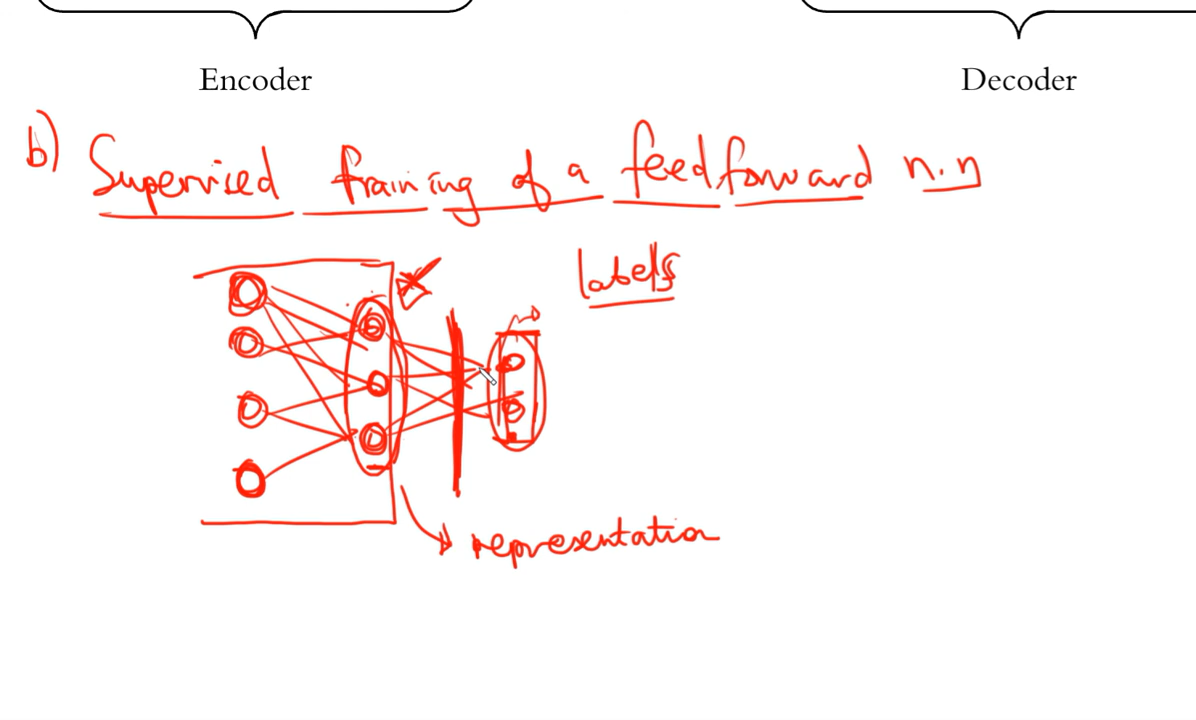 Encoder Decoder
b) Supervised training of a feedforward n.n
labels
representation